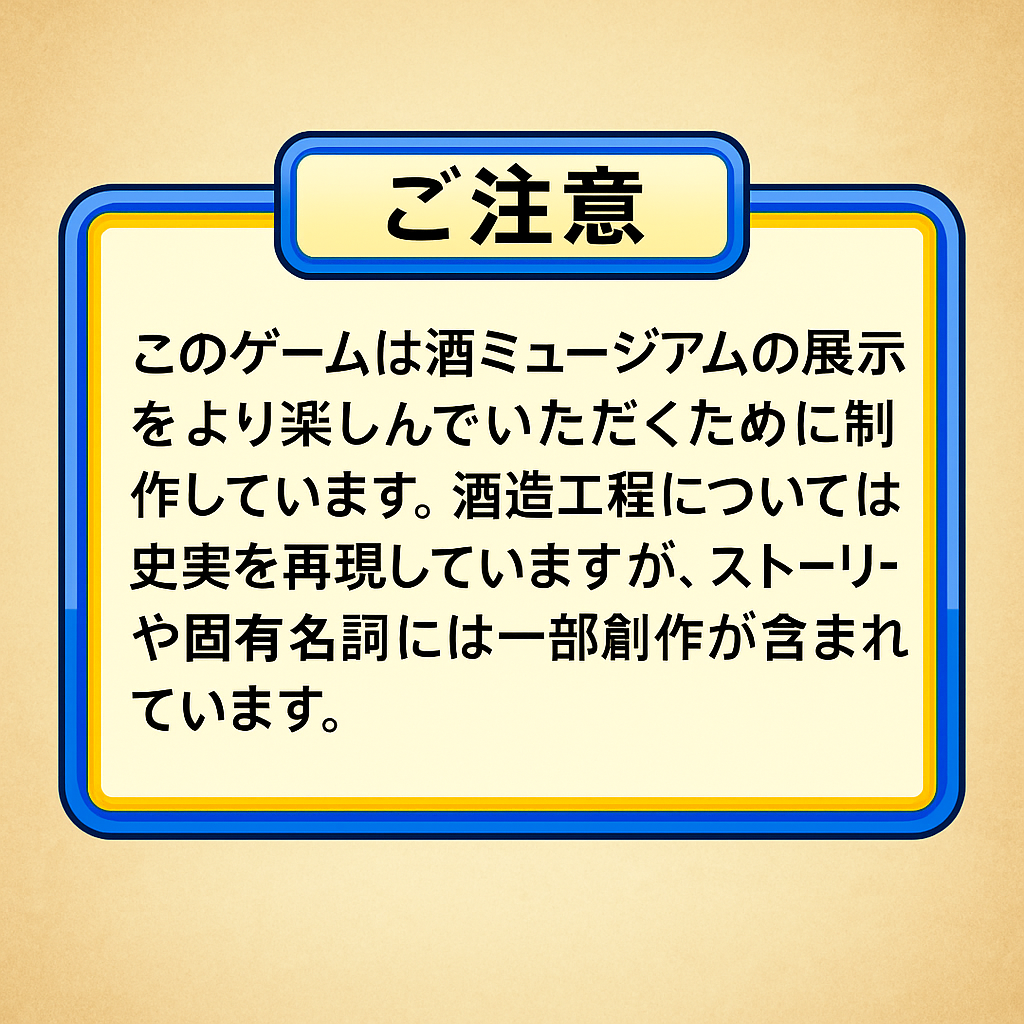 ご注意
このゲームは酒ミュージアムの展示
をより楽しんでいただくために制
作しています。酒造工程については
史実を再現していますが、ストーリー
や固有名詞には一部創作が含まれ
ています。